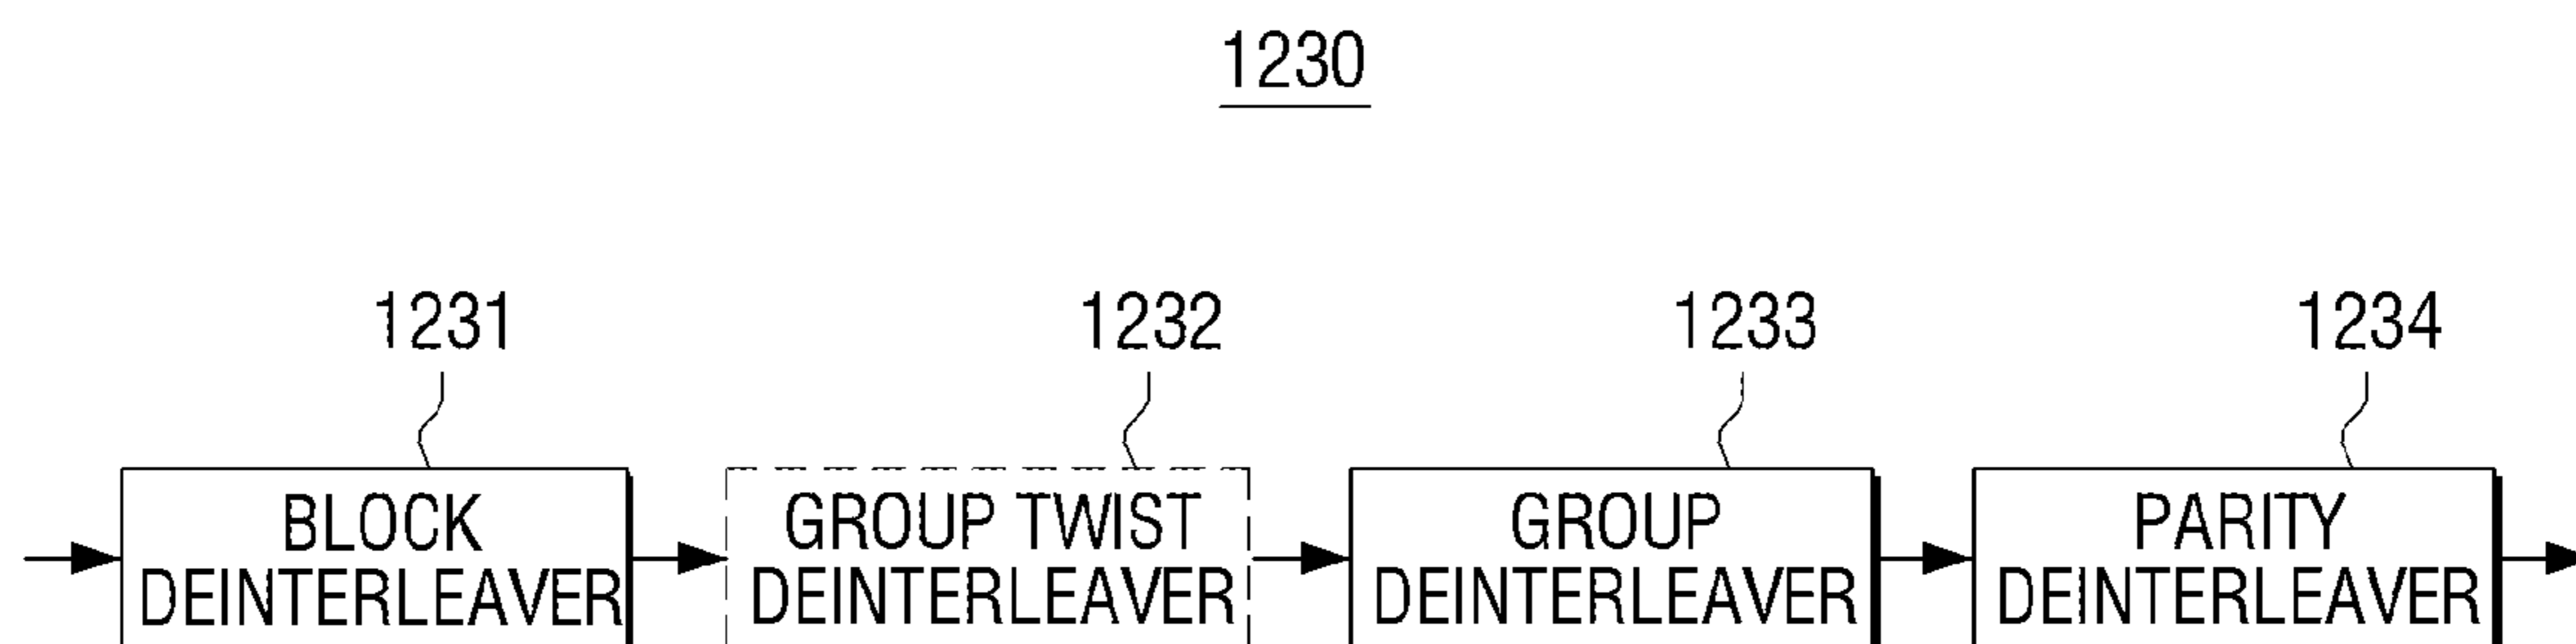 1230
1231 1232 1233 1234
BLOCK GROUP TWIST GROUP PARITY
DEINTERLEAVER DEINTERLEAVER DEINTERLEAVER DEINTERLEAVER